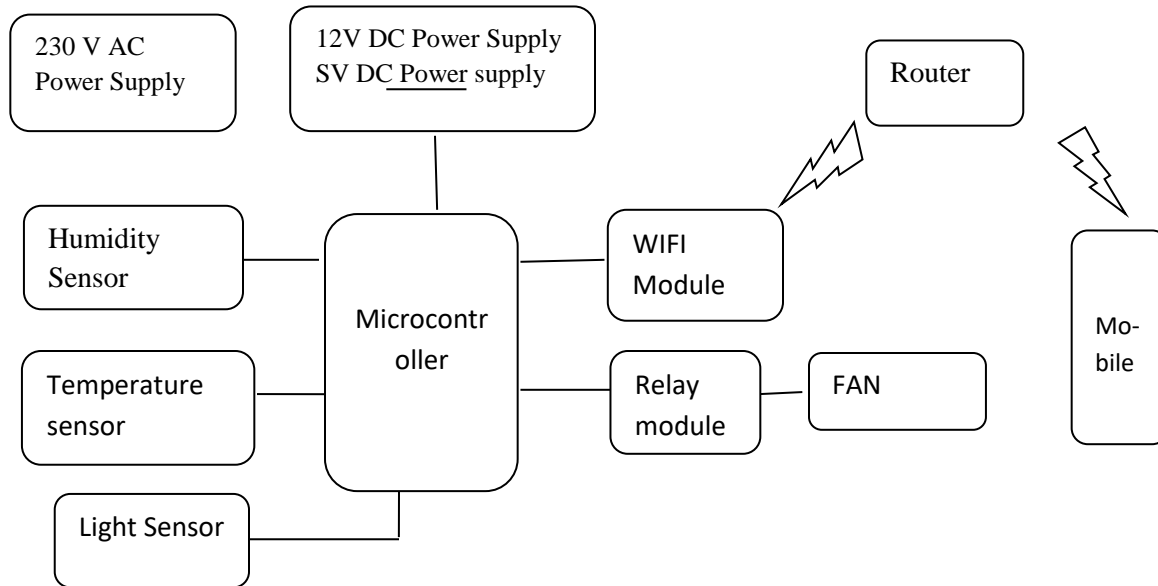 230 V AC
Power Supply
12V DC Power Supply
SV DC Power supply
Router
Humidity
Sensor
WIFI
Module
Microcontr
oller
Mo-
bile
Temperature
sensor
Relay
module
FAN
Light Sensor